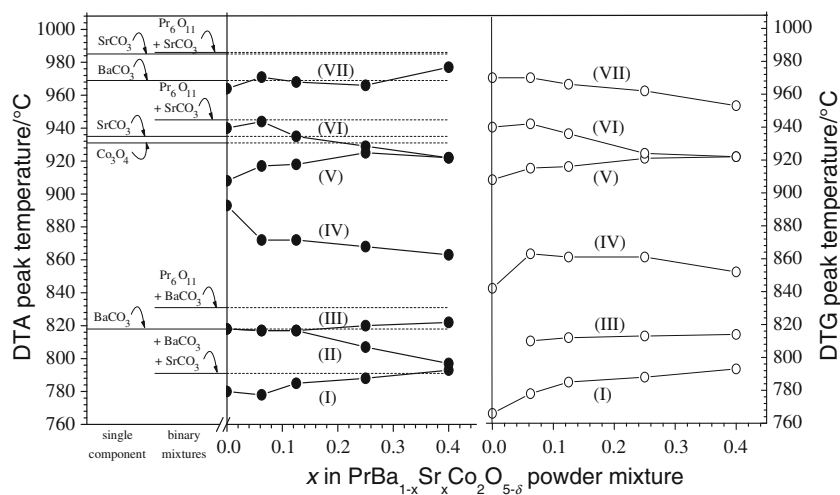 1000
980
960
940
920
900
880
860
840
820
800
780
760
DTA peak temperature/°C
SrCO₃
Pr₆O₁₁
+ SrCO₃
BaCO₃
Pr₆O₁₁
+ SrCO₃
SrCO₃
Co₃O₄
Pr₆O₁₁
+ BaCO₃
BaCO₃
+ BaCO₃
+ SrCO₃
single
component
binary
mixtures
(VII)
(VI)
(V)
(IV)
(III)
(II)
(I)
0.0 0.1 0.2 0.3 0.4
(VII)
(VI)
(V)
(IV)
(III)
(I)
0.0 0.1 0.2 0.3 0.4
1000
980
960
940
920
900
880
860
840
820
800
780
760
DTG peak temperature/°C
x in PrBa₁₋ₓSrₓCo₂O₅₋δ powder mixture